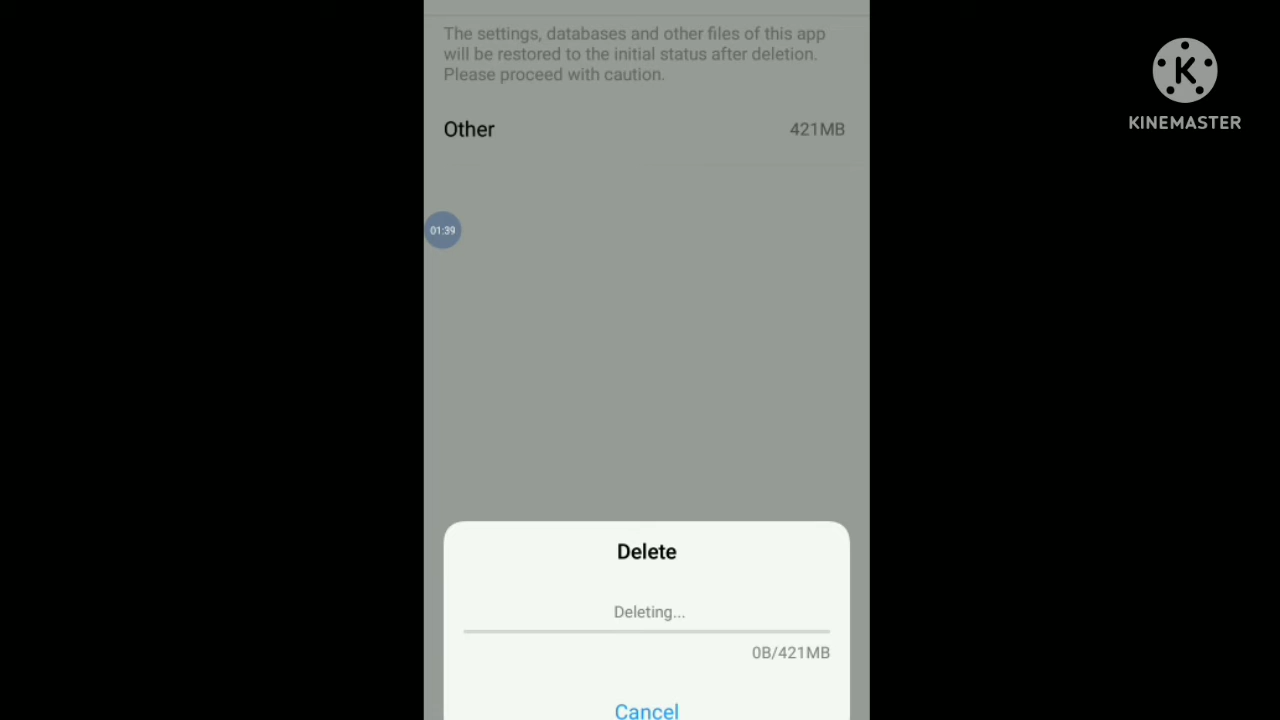 The settings, databases and other files of this app
will be restored to the initial status after deletion.
Please proceed with caution.
Other 421MB
01:39
Delete
Deleting...
0B/421MB
Cancel
K
KINEMASTER